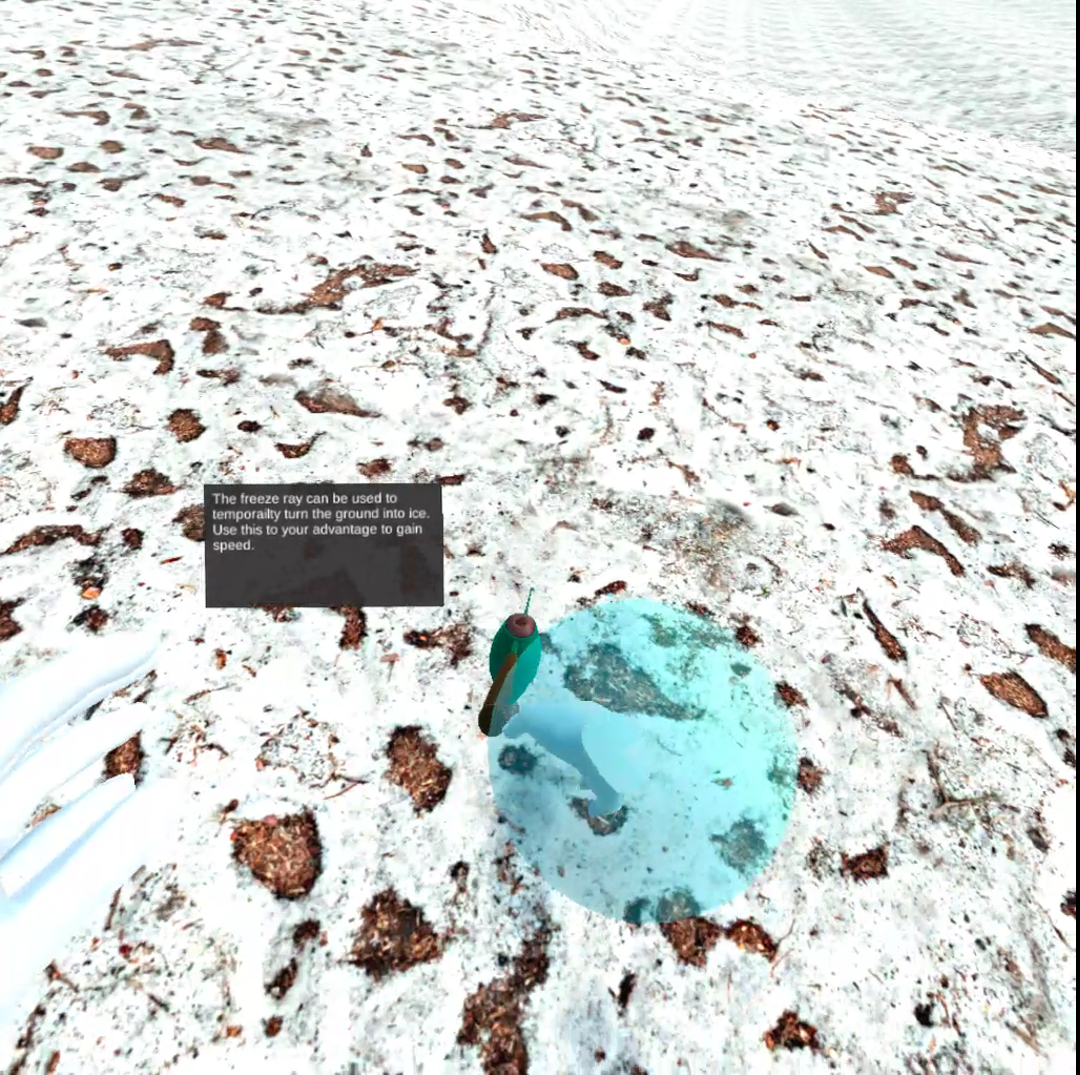 The freeze ray can be used to
temporailty turn the ground into ice.
Use this to your advantage to gain
speed.